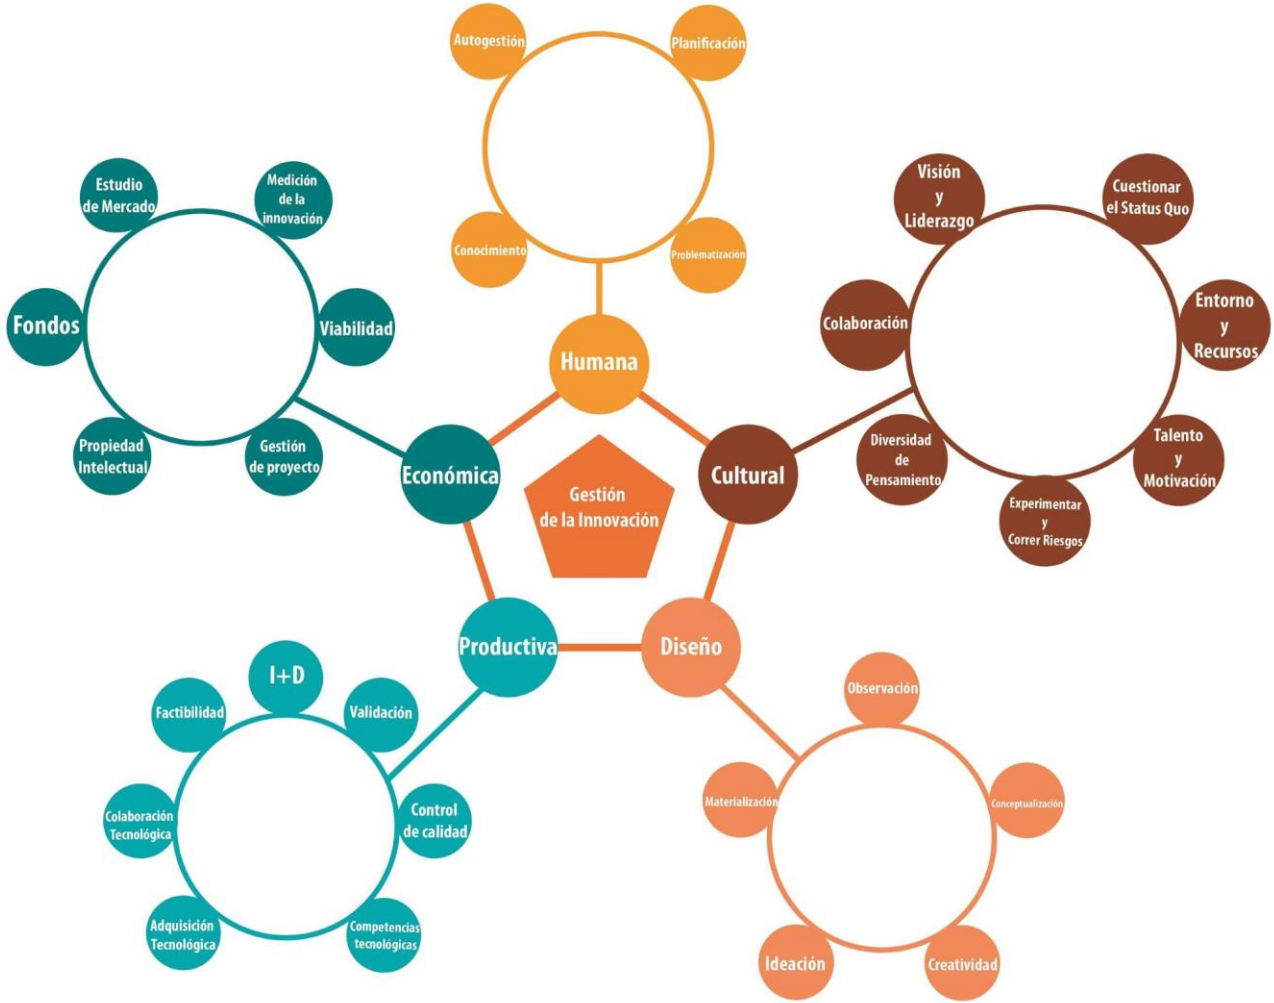 Autogestión
Planificación
Conocimiento
Problematización
Humana
Estudio
de Mercado
Medición
de la
innovación
Fondos
Viabilidad
Propiedad
Intelectual
Gestión
de proyecto
Económica
Visión
y
Liderazgo
Cuestionar
el Status Quo
Colaboración
Entorno
y
Recursos
Diversidad
de
Pensamiento
Talento
y
Motivación
Experimentar
y
Correr Riesgos
Cultural
Gestión
de la Innovación
Productiva
Diseño
I+D
Factibilidad
Validación
Colaboración
Tecnológica
Control
de calidad
Adquisición
Tecnológica
Competencias
tecnológicas
Observación
Materialización
Conceptualización
Ideación
Creatividad